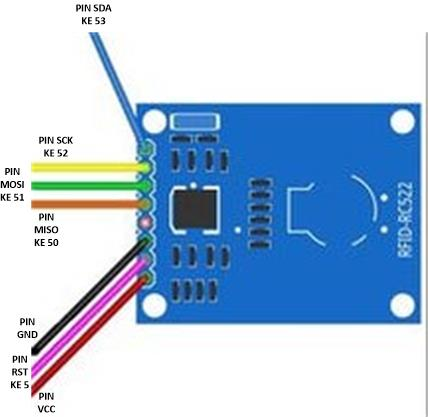 PIN SDA
KE 53
PIN SCK
KE 52
PIN
MOSI
KE 51
PIN
MISO
KE 50
PIN
GND
PIN
RST
KE 5
PIN
VCC
RFID-RC522